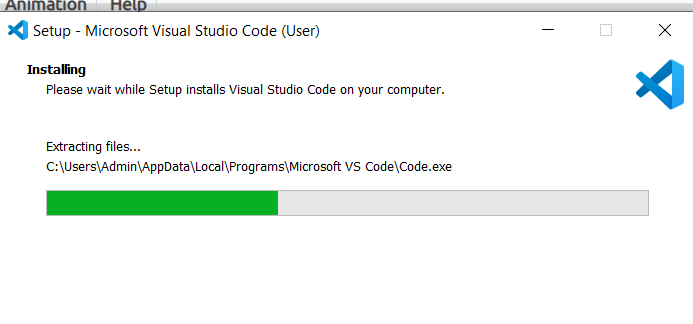 Animation Help
Setup - Microsoft Visual Studio Code (User)
Installing
Please wait while Setup installs Visual Studio Code on your computer.
Extracting files...
C:\Users\Admin\AppData\Local\Programs\Microsoft VS Code\Code.exe